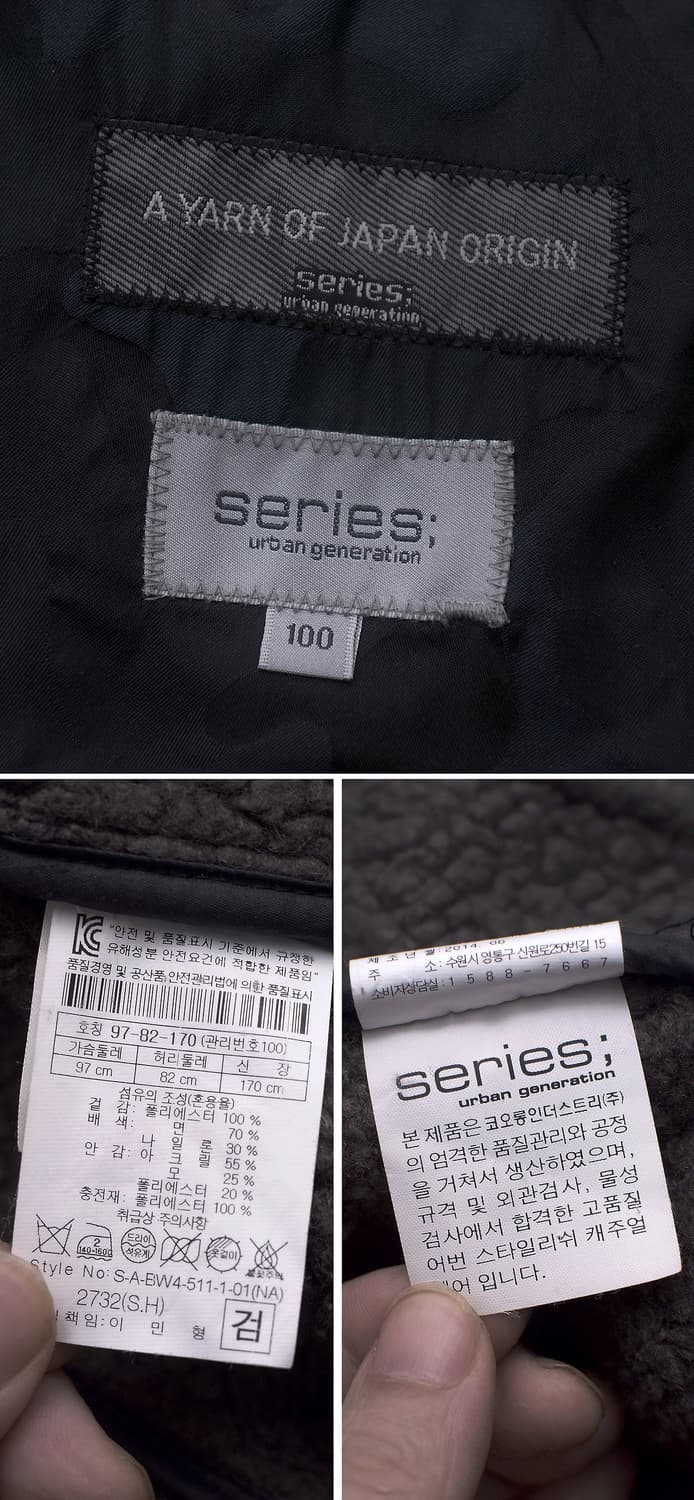 A YARN OF JAPAN ORIGIN
series;
urban generation
series;
urban generation
100
"안전 및 품질표시 기준에서 규정한
유해성분 안전요건에 적합한 제품임"
품질경영 및 공산품안전관리법에 의한 품질표시
호칭 97-82-170 (관리번호100)
가슴둘레 허리둘레 신 장
97 cm 82 cm 170 cm
섬유의 조성(혼용율)
겉 감: 폴리에스터 100 %
배 색: 면 70 %
나 일 론 30 %
안 감: 아 크 릴 55 %
모 25 %
폴리에스터 20 %
충전재: 폴리에스터 100 %
취급상 주의사항
2
140-160℃
드라이
석유계
옷걸이
Style No: S-A-BW4-511-1-01(NA)
2732(S.H)
책임: 이 민 형
검
제 조 년 월: 2014. 08
주 소: 수원시 영통구 신원로250번길 15
소비자상담실: 1 5 8 8 - 7 6 6 7
series;
urban generation
본 제품은 코오롱인더스트리(주)
의 엄격한 품질관리와 공정
을 거쳐서 생산하였으며,
규격 및 외관검사, 물성
검사에서 합격한 고품질
어번 스타일리쉬 캐주얼
웨어 입니다.